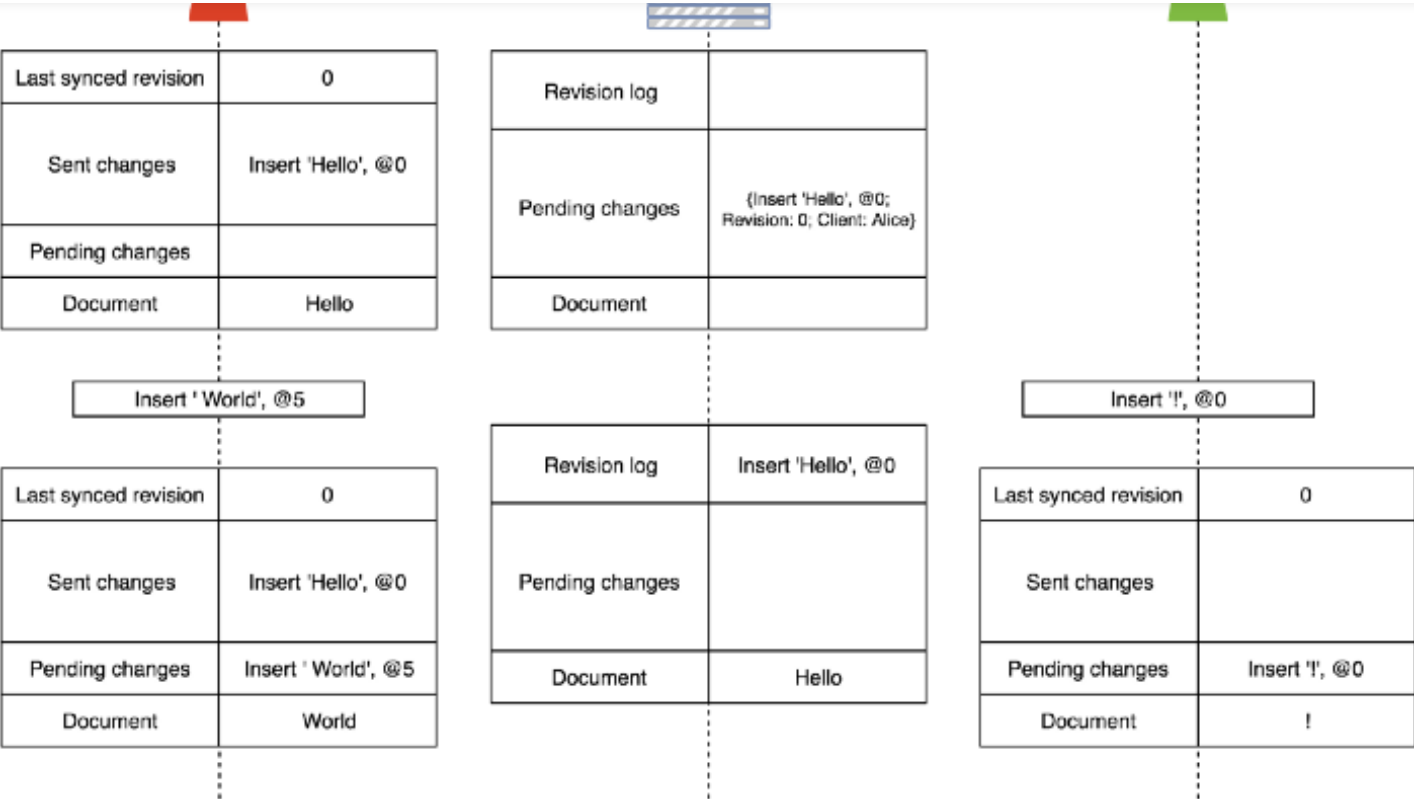 Last synced revision 0
Sent changes Insert 'Hello', @0
Pending changes
Document Hello
Revision log
Pending changes {Insert 'Hello', @0;
Revision: 0; Client: Alice}
Document
Insert ' World', @5
Insert '!', @0
Last synced revision 0
Sent changes Insert 'Hello', @0
Pending changes Insert ' World', @5
Document World
Revision log Insert 'Hello', @0
Pending changes
Document Hello
Last synced revision 0
Sent changes
Pending changes Insert '!', @0
Document !